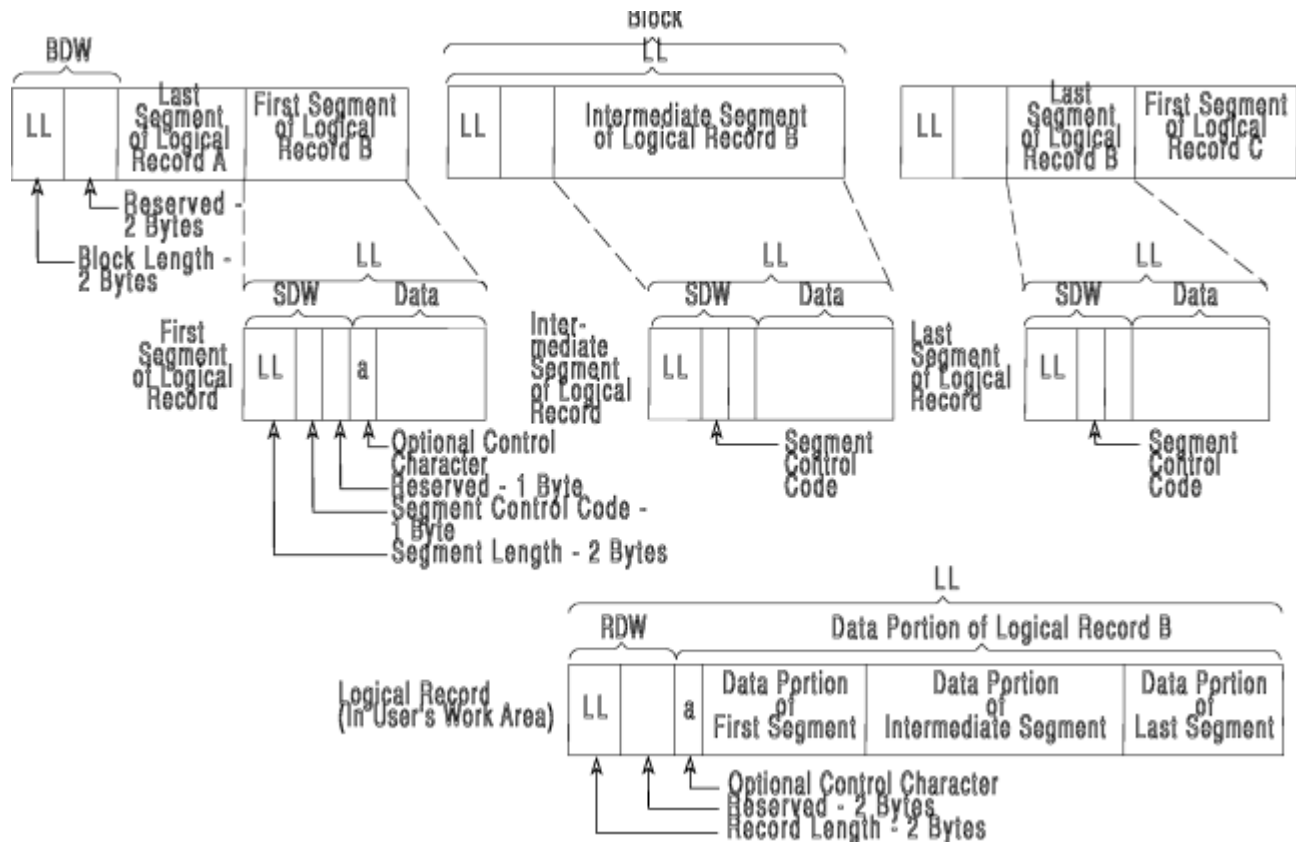 Block
BDW
LL
LL
Last
Segment
of Logical
Record A
First Segment
of Logical
Record B
LL
Intermediate Segment
of Logical Record B
LL
Last
Segment
of Logical
Record B
First Segment
of Logical
Record C
Reserved -
2 Bytes
Block Length -
2 Bytes
LL
SDW
Data
First
Segment
of Logical
Record
LL
a
Optional Control
Character
Reserved - 1 Byte
Segment Control Code -
1 Byte
Segment Length - 2 Bytes
LL
SDW
Data
Inter-
mediate
Segment
of Logical
Record
LL
Segment
Control
Code
LL
SDW
Data
Last
Segment
of Logical
Record
LL
Segment
Control
Code
LL
RDW
Data Portion of Logical Record B
Logical Record
(In User's Work Area)
LL
a
Data Portion
of
First Segment
Data Portion
of
Intermediate Segment
Data Portion
of
Last Segment
Optional Control Character
Reserved - 2 Bytes
Record Length - 2 Bytes